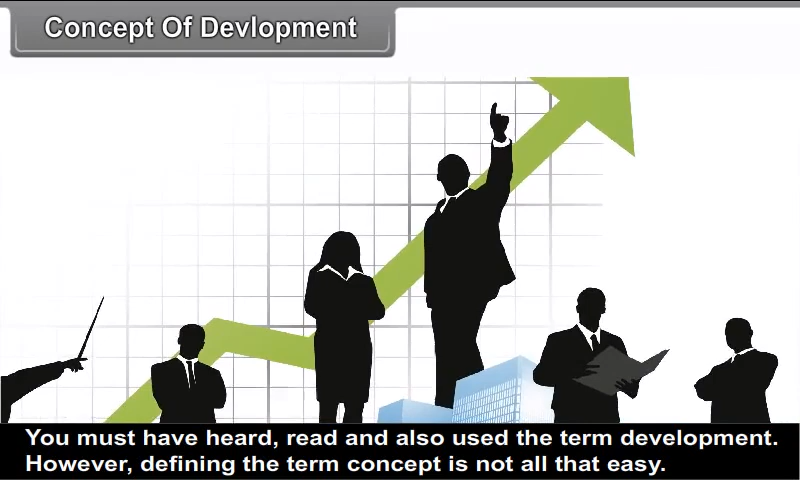 Concept Of Devlopment
You must have heard, read and also used the term development.
However, defining the term concept is not all that easy.